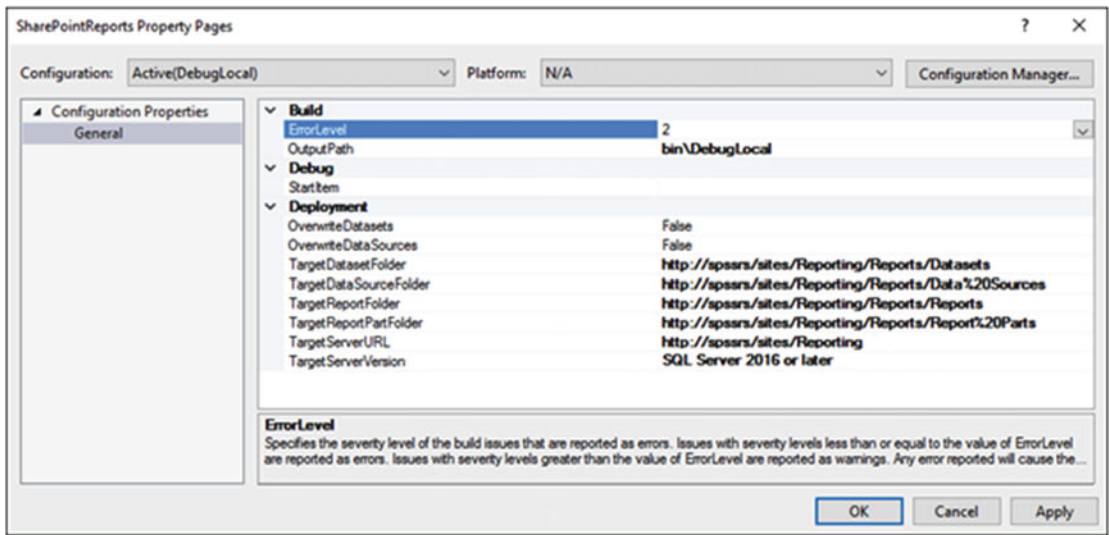 SharePointReports Property Pages
Configuration: Active(DebugLocal) Platform: N/A Configuration Manager...
Configuration Properties
General
Build
ErrorLevel 2
OutputPath bin\DebugLocal
Debug
StartItem
Deployment
OverwriteDatasets False
OverwriteDataSources False
TargetDatasetFolder http://spssrs/sites/Reporting/Reports/Datasets
TargetDataSourceFolder http://spssrs/sites/Reporting/Reports/Data%20Sources
TargetReportFolder http://spssrs/sites/Reporting/Reports/Reports
TargetReportPartFolder http://spssrs/sites/Reporting/Reports/Report%20Parts
TargetServerURL http://spssrs/sites/Reporting
TargetServerVersion SQL Server 2016 or later
ErrorLevel
Specifies the severity level of the build issues that are reported as errors. Issues with severity levels less than or equal to the value of ErrorLevel
are reported as errors. Issues with severity levels greater than the value of ErrorLevel are reported as warnings. Any error reported will cause the...
OK Cancel Apply